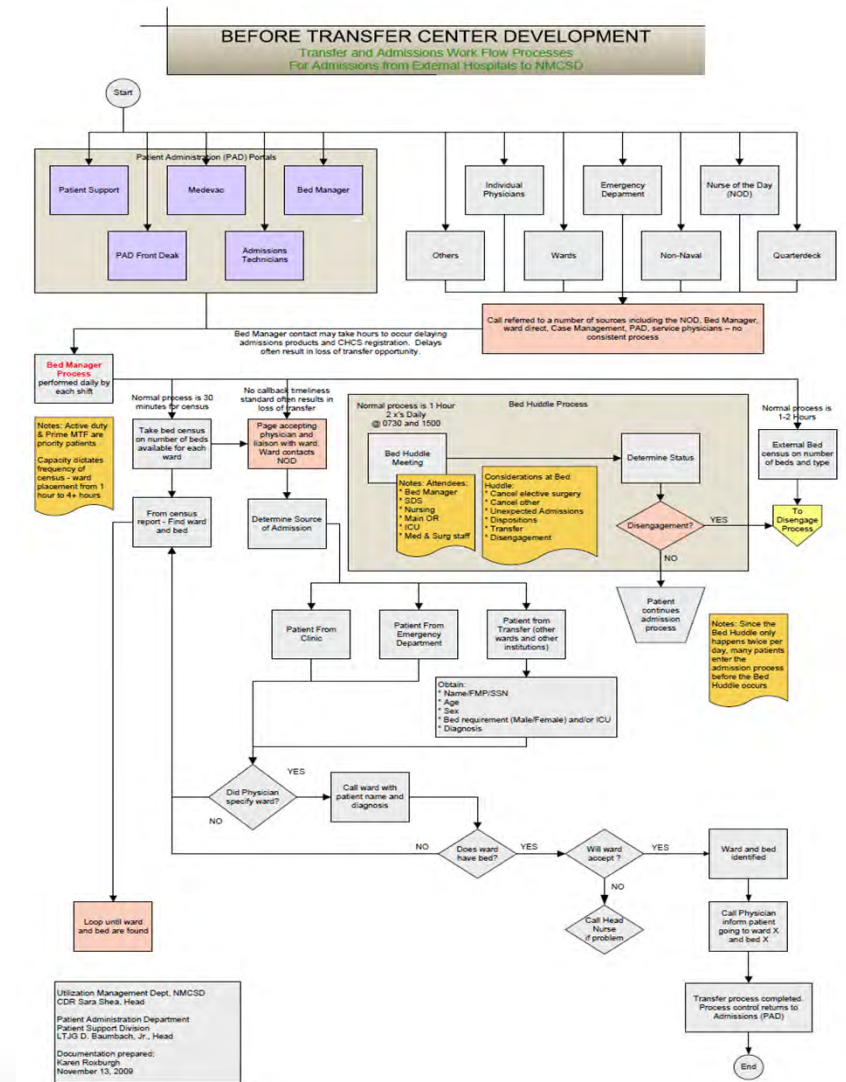 BEFORE TRANSFER CENTER DEVELOPMENT
Transfer and Admissions Work Flow Processes
For Admissions from External Hospitals to NMCSD
Start
Patient Administration (PAD) Portals
Patient Support
Medevac
Bed Manager
PAD Front Deak
Admissions
Technicians
Individual
Physicians
Emergency
Deparment
Nurse of the Day
(NOD)
Others
Wards
Non-Naval
Quarterdeck
Call referred to a number of sources including the NOD, Bed Manager,
ward direct, Case Management, PAD, service physicians – no
consistent process
Bed Manager contact may take hours to occur delaying
admissions products and CHCS registration. Delays
often result in loss of transfer opportunity.
Bed Manager
Process
performed daily by
each shift
Normal process is 30
minutes for census
No callback timeliness
standard often results in
loss of transfer
Notes: Active duty
& Prime MTF are
priority patients
Capacity dictates
frequency of
census - ward
placement from 1
hour to 4+ hours
Take bed census
on number of beds
available for each
ward
Page accepting
physician and
liaison with ward.
Ward contacts
NOD
From census
report - Find ward
and bed
Determine Source
of Admission
Normal process is 1 Hour
2 x's Daily
@ 0730 and 1500
Bed Huddle Process
Bed Huddle
Meeting
Notes: Attendees:
* Bed Manager
* SDS
* Nursing
* Main OR
* ICU
* Med & Surg staff
Considerations at Bed
Huddle:
* Cancel elective surgery
* Cancel other
* Unexpected Admissions
* Dispositions
* Transfer
* Disengagement
Determine Status
Disengagement?
YES
NO
Normal process is
1-2 Hours
External Bed
census on number
of beds and type
To
Disengage
Process
Patient
continues
admission
process
Notes: Since the
Bed Huddle only
happens twice per
day, many patients
enter the
admission process
before the Bed
Huddle occurs
Patient From
Clinic
Patient From
Emergency
Department
Patient from
Transfer (other
wards and other
institutions)
Obtain:
* Name/FMP/SSN
* Age
* Sex
* Bed requirement (Male/Female) and/or ICU
* Diagnosis
Did Physician
specify ward?
YES
NO
Call ward with
patient name and
diagnosis
Does ward
have bed?
NO
YES
Will ward
accept ?
YES
NO
Call Head
Nurse
if problem
Ward and bed
identified
Call Physician
inform patient
going to ward X
and bed X
Transfer process completed.
Process control returns to
Admissions (PAD)
End
Loop until ward
and bed are found
Utilization Management Dept, NMCSD
CDR Sara Shea, Head
Patient Administration Department
Patient Support Division
LTJG D. Baumbach, Jr., Head
Documentation prepared:
Karen Roxburgh
November 13, 2009